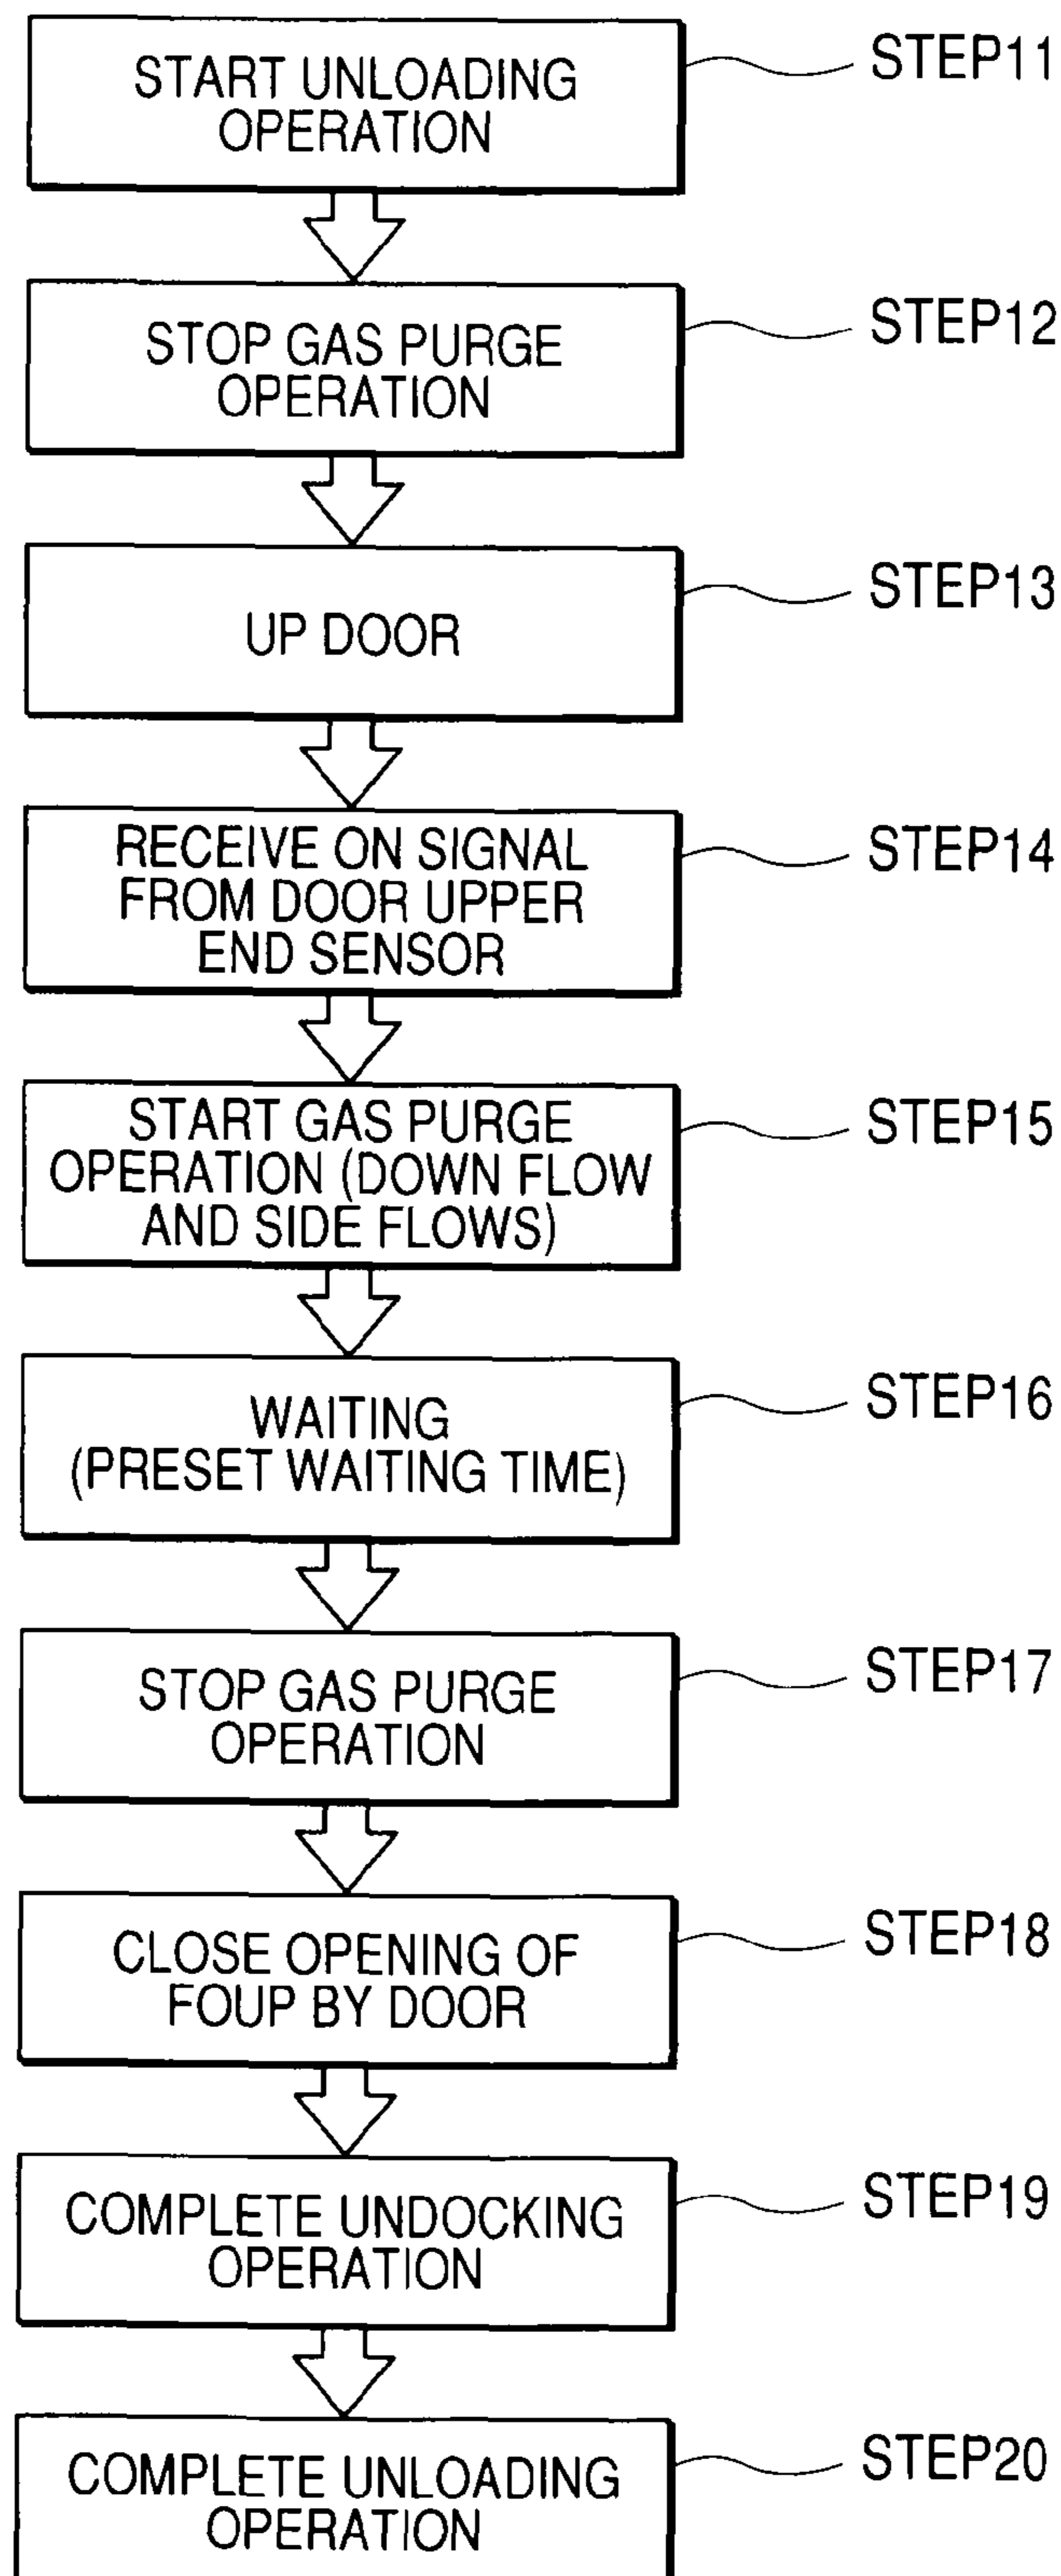 START UNLOADING
OPERATION
STEP11
STOP GAS PURGE
OPERATION
STEP12
UP DOOR
STEP13
RECEIVE ON SIGNAL
FROM DOOR UPPER
END SENSOR
STEP14
START GAS PURGE
OPERATION (DOWN FLOW
AND SIDE FLOWS)
STEP15
WAITING
(PRESET WAITING TIME)
STEP16
STOP GAS PURGE
OPERATION
STEP17
CLOSE OPENING OF
FOUP BY DOOR
STEP18
COMPLETE UNDOCKING
OPERATION
STEP19
COMPLETE UNLOADING
OPERATION
STEP20